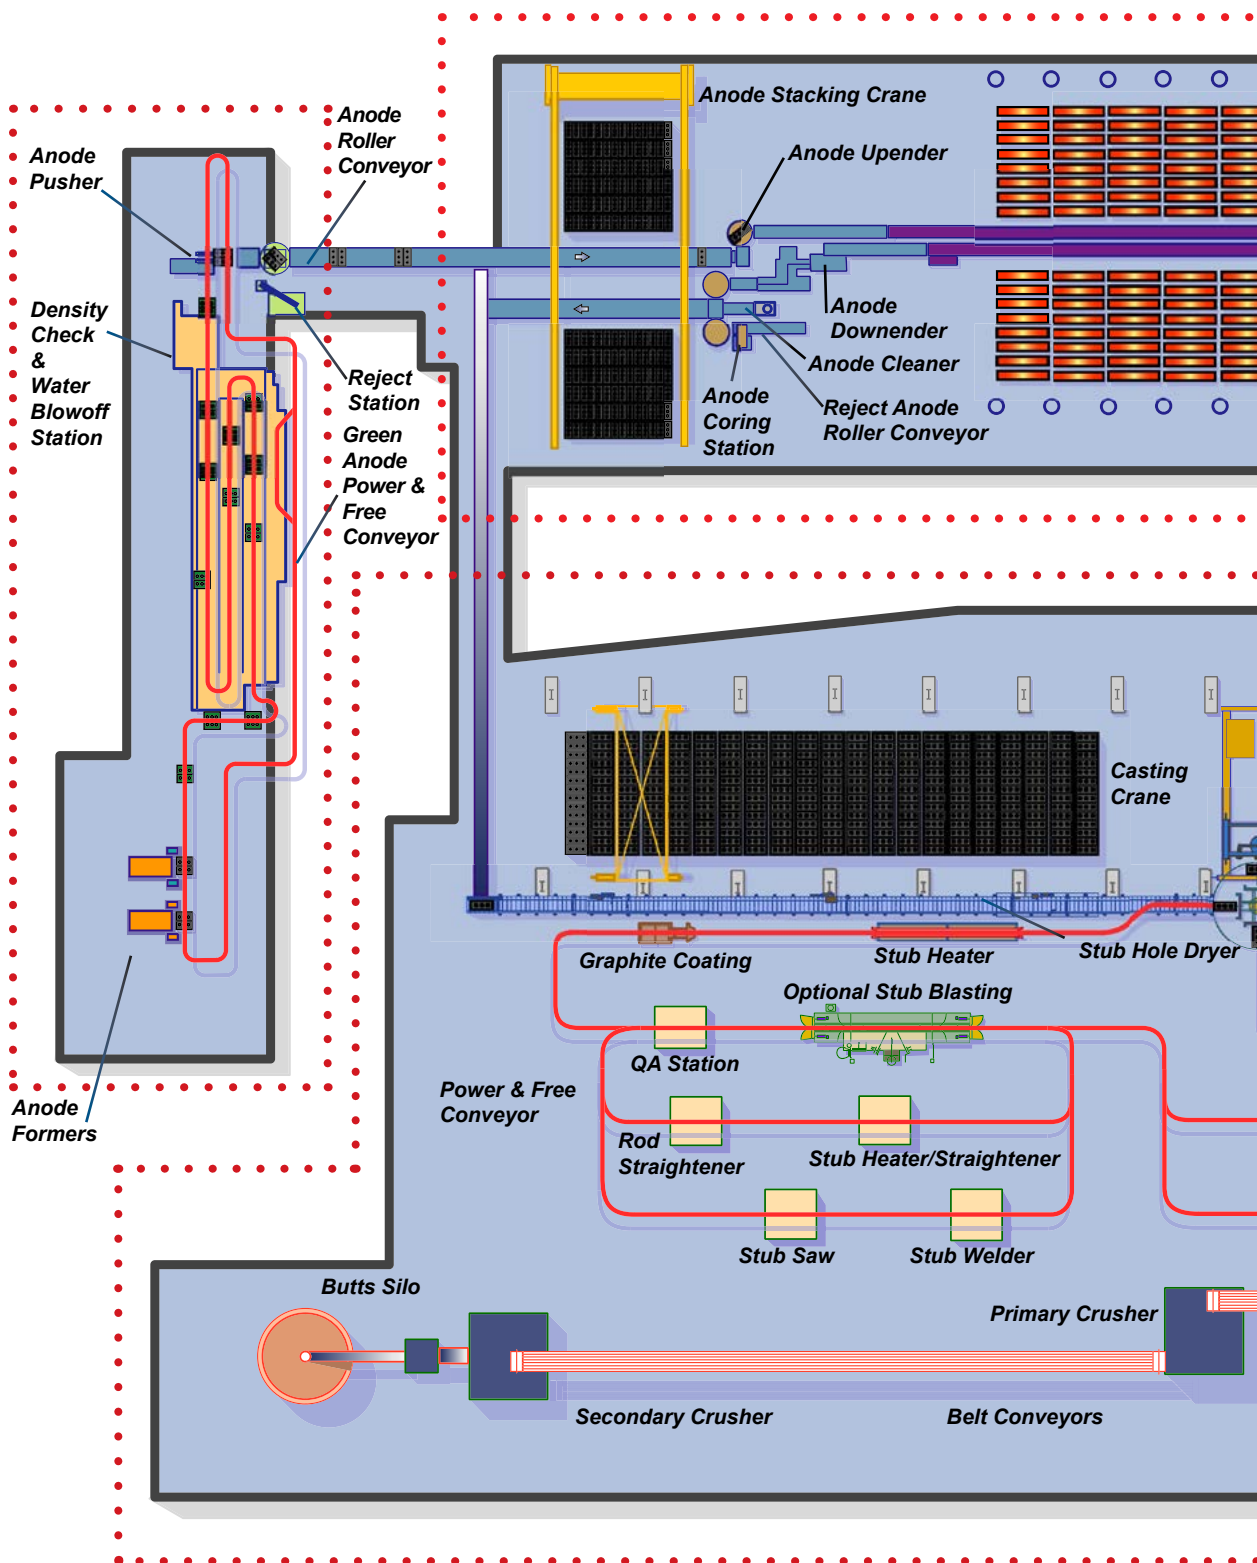 Anode Stacking Crane
Anode
Roller
Conveyor
Anode
Pusher
Anode Upender
Density
Check
&
Water
Blowoff
Station
Anode
Downender
Anode Cleaner
Reject
Station
Anode
Coring
Station
Reject Anode
Roller Conveyor
Green
Anode
Power &
Free
Conveyor
Casting
Crane
Graphite Coating
Stub Heater
Stub Hole Dryer
Optional Stub Blasting
QA Station
Power & Free
Conveyor
Anode
Formers
Rod
Straightener
Stub Heater/Straightener
Stub Saw
Stub Welder
Butts Silo
Primary Crusher
Secondary Crusher
Belt Conveyors